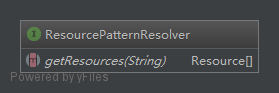 I ResourcePatternResolver
m getResources(String) Resource[]
Powered by yFiles